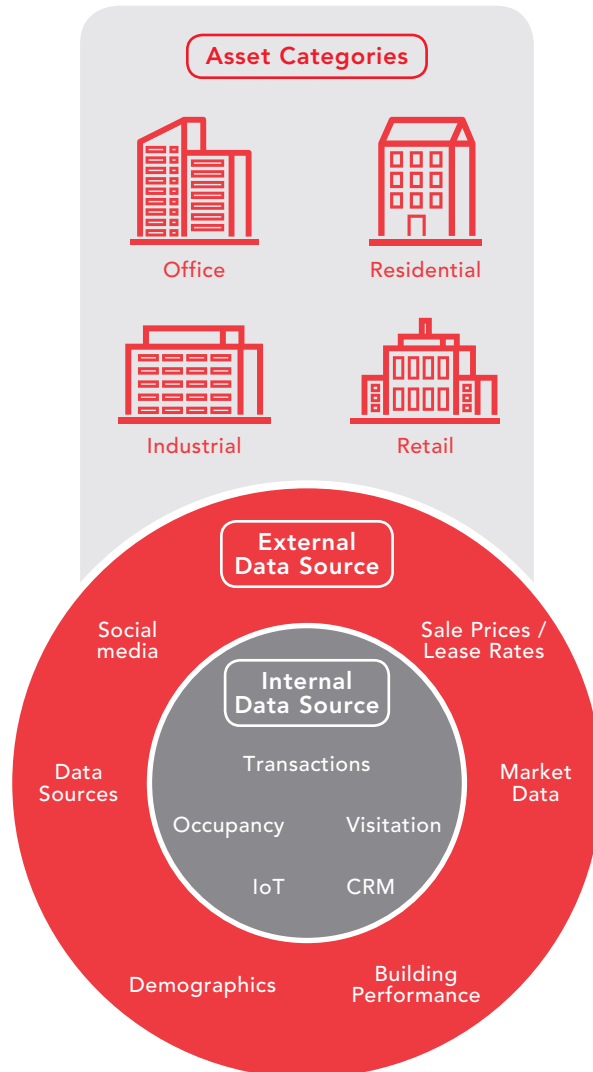 Asset Categories
Office
Residential
Industrial
Retail
External
Data Source
Social
media
Sale Prices /
Lease Rates
Internal
Data Source
Transactions
Data
Sources
Market
Data
Occupancy
Visitation
IoT
CRM
Demographics
Building
Performance